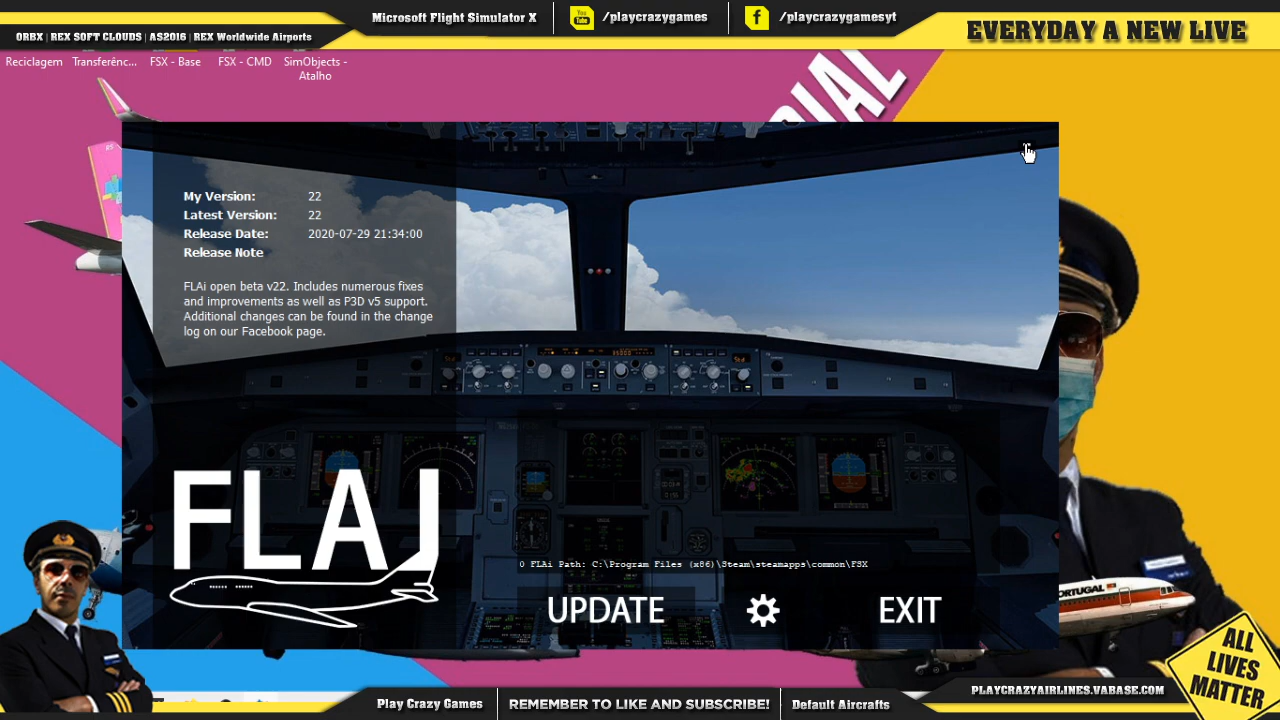 Microsoft Flight Simulator X
/playcrazygames
/playcrazygamesyt
EVERYDAY A NEW LIVE
ORBX | REX SOFT CLOUDS | AS2016 | REX Worldwide Airports
You
Tube
f
Reciclagem
Transferênc...
FSX - Base
FSX - CMD
SimObjects -
Atalho
RIAL
My Version: 22
Latest Version: 22
Release Date: 2020-07-29 21:34:00
Release Note
FLAi open beta v22. Includes numerous fixes
and improvements as well as P3D v5 support.
Additional changes can be found in the change
log on our Facebook page.
FLAi
0 FLAi Path: C:\Program Files (x86)\Steam\steamapps\common\FSX
UPDATE
EXIT
PORTUGAL
ALL
LIVES
MATTER
PLAYCRAZYAIRLINES.VABASE.COM
Play Crazy Games
REMEMBER TO LIKE AND SUBSCRIBE!
Default Aircrafts